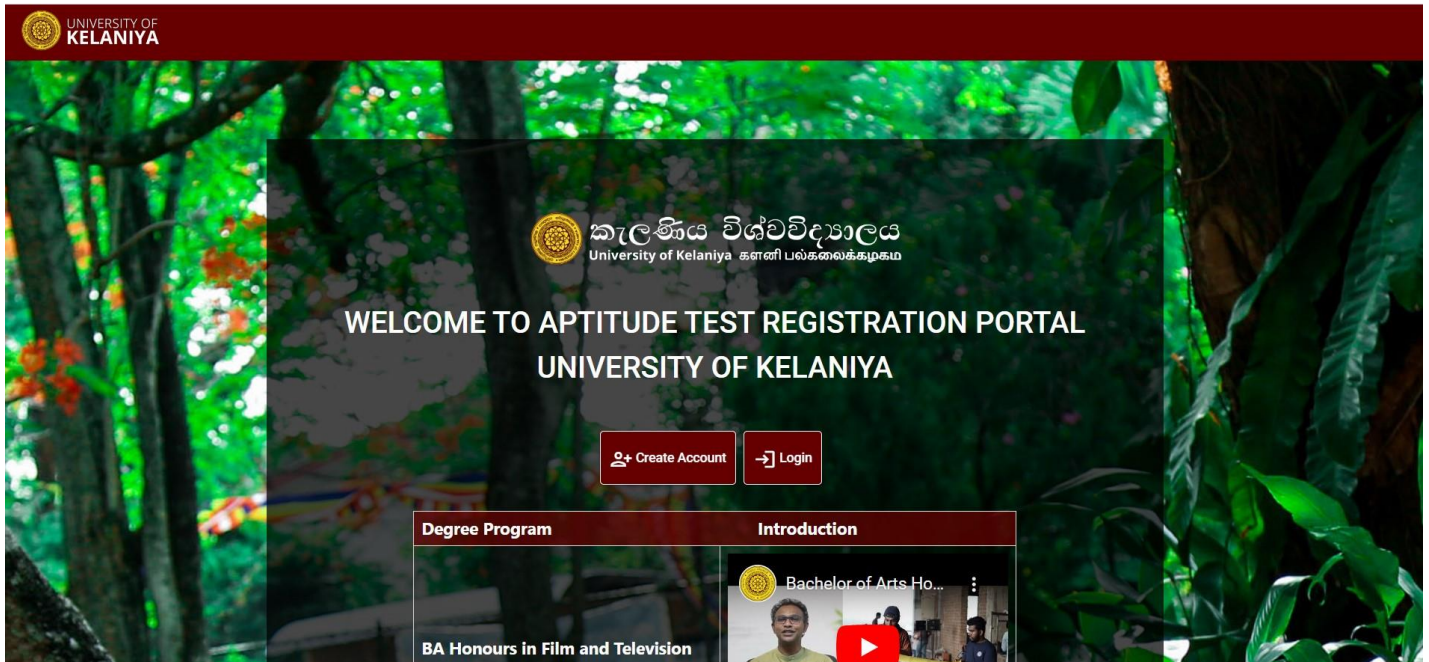 UNIVERSITY OF
KELANIYA
කැලණිය විශ්වවිද්‍යාලය
University of Kelaniya களனி பல்கலைக்கழகம
WELCOME TO APTITUDE TEST REGISTRATION PORTAL
UNIVERSITY OF KELANIYA
Create Account
Login
Degree Program Introduction
Bachelor of Arts Ho...
BA Honours in Film and Television